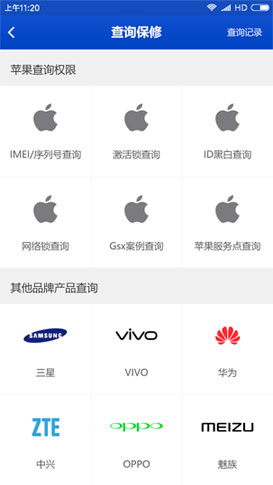 上午11:20
HD
查询保修
查询记录
苹果查询权限
IMEI/序列号查询
激活锁查询
ID黑白查询
网络锁查询
Gsx案例查询
苹果服务点查询
其他品牌产品查询
SAMSUNG
vivo
HUAWEI
三星
VIVO
华为
ZTE
oppo
MEIZU
中兴
OPPO
魅族